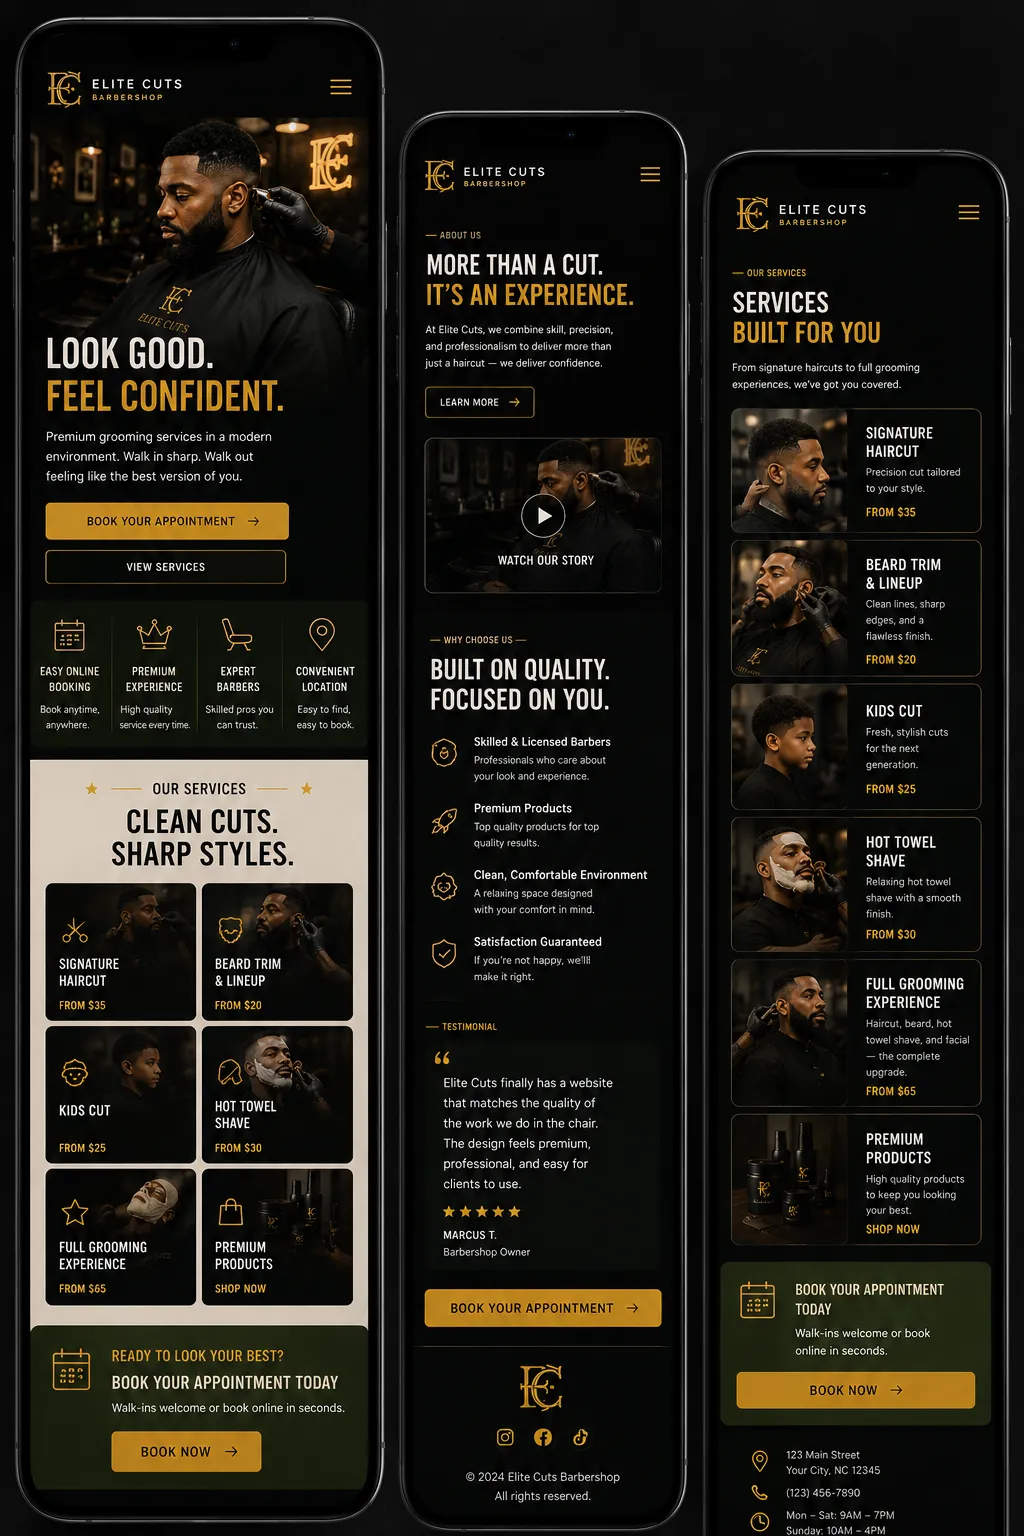 ELITE CUTS
BARBERSHOP
ELITE CUTS
LOOK GOOD.
FEEL CONFIDENT.
Premium grooming services in a modern
environment. Walk in sharp. Walk out
feeling like the best version of you.
BOOK YOUR APPOINTMENT →
VIEW SERVICES
EASY ONLINE
BOOKING
Book anytime,
anywhere.
PREMIUM
EXPERIENCE
High quality
service every time.
EXPERT
BARBERS
Skilled pros you
can trust.
CONVENIENT
LOCATION
Easy to find,
easy to book.
OUR SERVICES
CLEAN CUTS.
SHARP STYLES.
SIGNATURE
HAIRCUT
FROM $35
BEARD TRIM
& LINEUP
FROM $20
KIDS CUT
FROM $25
HOT TOWEL
SHAVE
FROM $30
FULL GROOMING
EXPERIENCE
FROM $65
PREMIUM
PRODUCTS
SHOP NOW
READY TO LOOK YOUR BEST?
BOOK YOUR APPOINTMENT TODAY
Walk-ins welcome or book online in seconds.
BOOK NOW →
ELITE CUTS
BARBERSHOP
— ABOUT US
MORE THAN A CUT.
IT'S AN EXPERIENCE.
At Elite Cuts, we combine skill, precision,
and professionalism to deliver more than
just a haircut — we deliver confidence.
LEARN MORE →
WATCH OUR STORY
— WHY CHOOSE US —
BUILT ON QUALITY.
FOCUSED ON YOU.
Skilled & Licensed Barbers
Professionals who care about
your look and experience.
Premium Products
Top quality products for top
quality results.
Clean, Comfortable Environment
A relaxing space designed
with your comfort in mind.
Satisfaction Guaranteed
If you're not happy, we'lll
make it right.
— TESTIMONIAL
“
Elite Cuts finally has a website
that matches the quality of
the work we do in the chair.
The design feels premium,
professional, and easy for
clients to use.
★★★★★
MARCUS T.
Barbershop Owner
BOOK YOUR APPOINTMENT →
© 2024 Elite Cuts Barbershop
All rights reserved.
ELITE CUTS
BARBERSHOP
— OUR SERVICES
SERVICES
BUILT FOR YOU
From signature haircuts to full grooming
experiences, we've got you covered.
SIGNATURE
HAIRCUT
Precision cut tailored
to your style.
FROM $35
BEARD TRIM
& LINEUP
Clean lines, sharp
edges, and a
flawless finish.
FROM $20
KIDS CUT
Fresh, stylish cuts
for the next
generation.
FROM $25
HOT TOWEL
SHAVE
Relaxing hot towel
shave with a smooth
finish.
FROM $30
FULL GROOMING
EXPERIENCE
Haircut, beard, hot
towel shave, and facial
— the complete
upgrade.
FROM $65
PREMIUM
PRODUCTS
High quality products
to keep you looking
your best.
SHOP NOW
BOOK YOUR APPOINTMENT
TODAY
Walk-ins welcome or book
online in seconds.
BOOK NOW →
123 Main Street
Your City, NC 12345
(123) 456-7890
Mon – Sat: 9AM – 7PM
Sunday: 10AM – 4PM